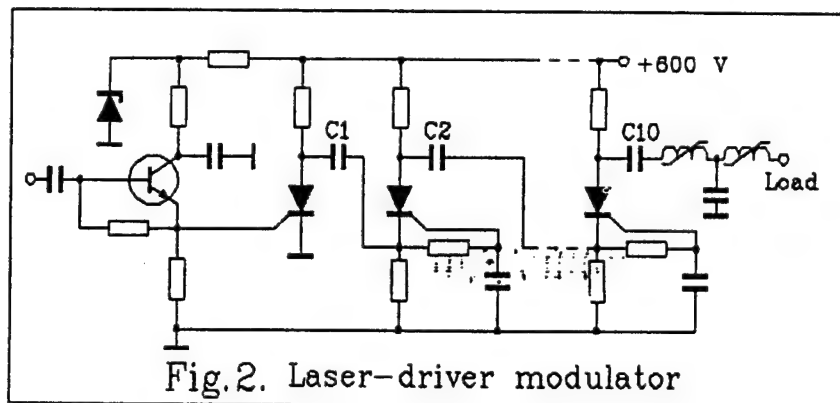 +600 V
C1
C2
C10
Load
Fig.2. Laser-driver modulator